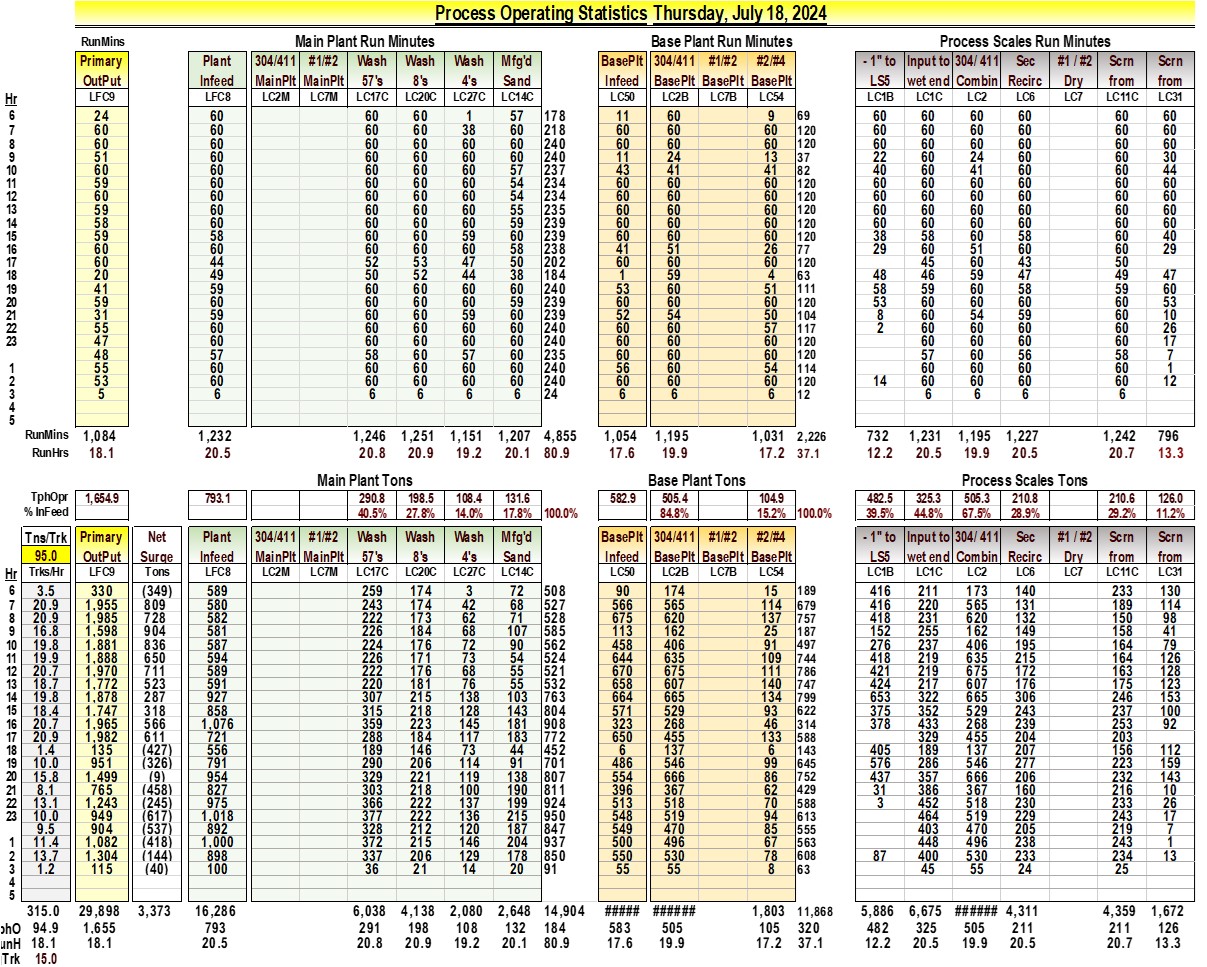 Process Operating Statistics Thursday, July 18, 2024
RunMins Main Plant Run Minutes Base Plant Run Minutes Process Scales Run Minutes
Primary Plant 304/411 #1/#2 Wash Wash Wash Mfg'd BasePlt 304/411 #1/#2 #2/#4 - 1" to Input to 304/ 411 Sec #1 / #2 Scrn Scrn
OutPut Infeed MainPlt MainPlt 57's 8's 4's Sand Infeed BasePlt BasePlt BasePlt LS5 wet end Combin Recirc Dry from from
Hr LFC9 LFC8 LC2M LC7M LC17C LC20C LC27C LC14C LC50 LC2B LC7B LC54 LC1B LC1C LC2 LC6 LC7 LC11C LC31
6 24 60 60 60 1 57 178 11 60 9 69 60 60 60 60 60 60
7 60 60 60 60 38 60 218 60 60 60 120 60 60 60 60 60 60
8 60 60 60 60 60 60 240 60 60 60 120 60 60 60 60 60 60
9 51 60 60 60 60 60 240 11 24 13 37 22 60 24 60 60 30
10 60 60 60 60 60 57 237 43 41 41 82 40 60 41 60 60 44
11 59 60 60 60 60 54 234 60 60 60 120 60 60 60 60 60 60
12 60 60 60 60 60 54 234 60 60 60 120 60 60 60 60 60 60
13 59 60 60 60 60 55 235 60 60 60 120 60 60 60 60 60 60
14 58 60 60 60 60 59 239 60 60 60 120 60 60 60 60 60 60
15 59 58 60 60 59 60 239 60 60 60 120 38 58 60 58 60 40
16 60 60 60 60 60 58 238 41 51 26 77 29 60 51 60 60 29
17 60 44 52 53 47 50 202 60 60 60 120 45 60 43 50
18 20 49 50 52 44 38 184 1 59 4 63 48 46 59 47 49 47
19 41 59 60 60 60 60 240 53 60 51 111 58 59 60 58 59 60
20 59 60 60 60 60 59 239 60 60 60 120 53 60 60 60 60 53
21 31 59 60 60 59 60 239 52 54 50 104 8 60 54 59 60 10
22 55 60 60 60 60 60 240 60 60 57 117 2 60 60 60 60 26
23 47 60 60 60 60 60 240 60 60 60 120 60 60 60 60 17
48 57 58 60 57 60 235 60 60 60 120 57 60 56 58 7
1 55 60 60 60 60 60 240 56 60 54 114 60 60 60 60 1
2 53 60 60 60 60 60 240 60 60 60 120 14 60 60 60 60 12
3 5 6 6 6 6 6 24 6 6 6 12 6 6 6 6
4
5
RunMins 1,084 1,232 1,246 1,251 1,151 1,207 4,855 1,054 1,195 1,031 2,226 732 1,231 1,195 1,227 1,242 796
RunHrs 18.1 20.5 20.8 20.9 19.2 20.1 80.9 17.6 19.9 17.2 37.1 12.2 20.5 19.9 20.5 20.7 13.3
Main Plant Tons Base Plant Tons Process Scales Tons
TphOpr 1,654.9 793.1 290.8 198.5 108.4 131.6 582.9 505.4 104.9 482.5 325.3 505.3 210.8 210.6 126.0
% InFeed 40.5% 27.8% 14.0% 17.8% 100.0% 84.8% 15.2% 100.0% 39.5% 44.8% 67.5% 28.9% 29.2% 11.2%
Tns/Trk Primary Net Plant 304/411 #1/#2 Wash Wash Wash Mfg'd BasePlt 304/411 #1/#2 #2/#4 - 1" to Input to 304/ 411 Sec #1 / #2 Scrn Scrn
95.0 OutPut Surge Infeed MainPlt MainPlt 57's 8's 4's Sand Infeed BasePlt BasePlt BasePlt LS5 wet end Combin Recirc Dry from from
Hr Trks/Hr LFC9 Tons LFC8 LC2M LC7M LC17C LC20C LC27C LC14C LC50 LC2B LC7B LC54 LC1B LC1C LC2 LC6 LC7 LC11C LC31
6 3.5 330 (349) 589 259 174 3 72 508 90 174 15 189 416 211 173 140 233 130
7 20.9 1,955 809 580 243 174 42 68 527 566 565 114 679 416 220 565 131 189 114
8 20.9 1,985 728 582 222 173 62 71 528 675 620 137 757 418 231 620 132 150 98
9 16.8 1,598 904 581 226 184 68 107 585 113 162 25 187 152 255 162 149 158 41
10 19.8 1,881 836 587 224 176 72 90 562 458 406 91 497 276 237 406 195 164 79
11 19.9 1,888 650 594 226 171 73 54 524 644 635 109 744 418 219 635 215 164 126
12 20.7 1,970 711 589 222 176 68 55 521 670 675 111 786 421 219 675 172 163 128
13 18.7 1,772 523 591 220 181 76 55 532 658 607 140 747 424 217 607 176 175 123
14 19.8 1,878 287 927 307 215 138 103 763 664 665 134 799 653 322 665 306 246 153
15 18.4 1,747 318 858 315 218 128 143 804 571 529 93 622 375 352 529 243 237 100
16 20.7 1,965 566 1,076 359 223 145 181 908 323 268 46 314 378 433 268 239 253 92
17 20.9 1,982 611 721 288 184 117 183 772 650 455 133 588 329 455 204 203
18 1.4 135 (427) 556 189 146 73 44 452 6 137 6 143 405 189 137 207 156 112
19 10.0 951 (326) 791 290 206 114 91 701 486 546 99 645 576 286 546 277 223 159
20 15.8 1,499 (9) 954 329 221 119 138 807 554 666 86 752 437 357 666 206 232 143
21 8.1 765 (458) 827 303 218 100 190 811 396 367 62 429 31 386 367 160 216 10
22 13.1 1,243 (245) 975 366 222 137 199 924 513 518 70 588 3 452 518 230 233 26
23 10.0 949 (617) 1,018 377 222 136 215 950 548 519 94 613 464 519 229 243 17
9.5 904 (537) 892 328 212 120 187 847 549 470 85 555 403 470 205 219 7
1 11.4 1,082 (418) 1,000 372 215 146 204 937 500 496 67 563 448 496 238 243 1
2 13.7 1,304 (144) 898 337 206 129 178 850 550 530 78 608 87 400 530 233 234 13
3 1.2 115 (40) 100 36 21 14 20 91 55 55 8 63 45 55 24 25
4
5
315.0 29,898 3,373 16,286 6,038 4,138 2,080 2,648 14,904 ##### ###### 1,803 11,868 5,886 6,675 ###### 4,311 4,359 1,672
phO 94.9 1,655 793 291 198 108 132 184 583 505 105 320 482 325 505 211 211 126
unH 18.1 18.1 20.5 20.8 20.9 19.2 20.1 80.9 17.6 19.9 17.2 37.1 12.2 20.5 19.9 20.5 20.7 13.3
Trk 15.0